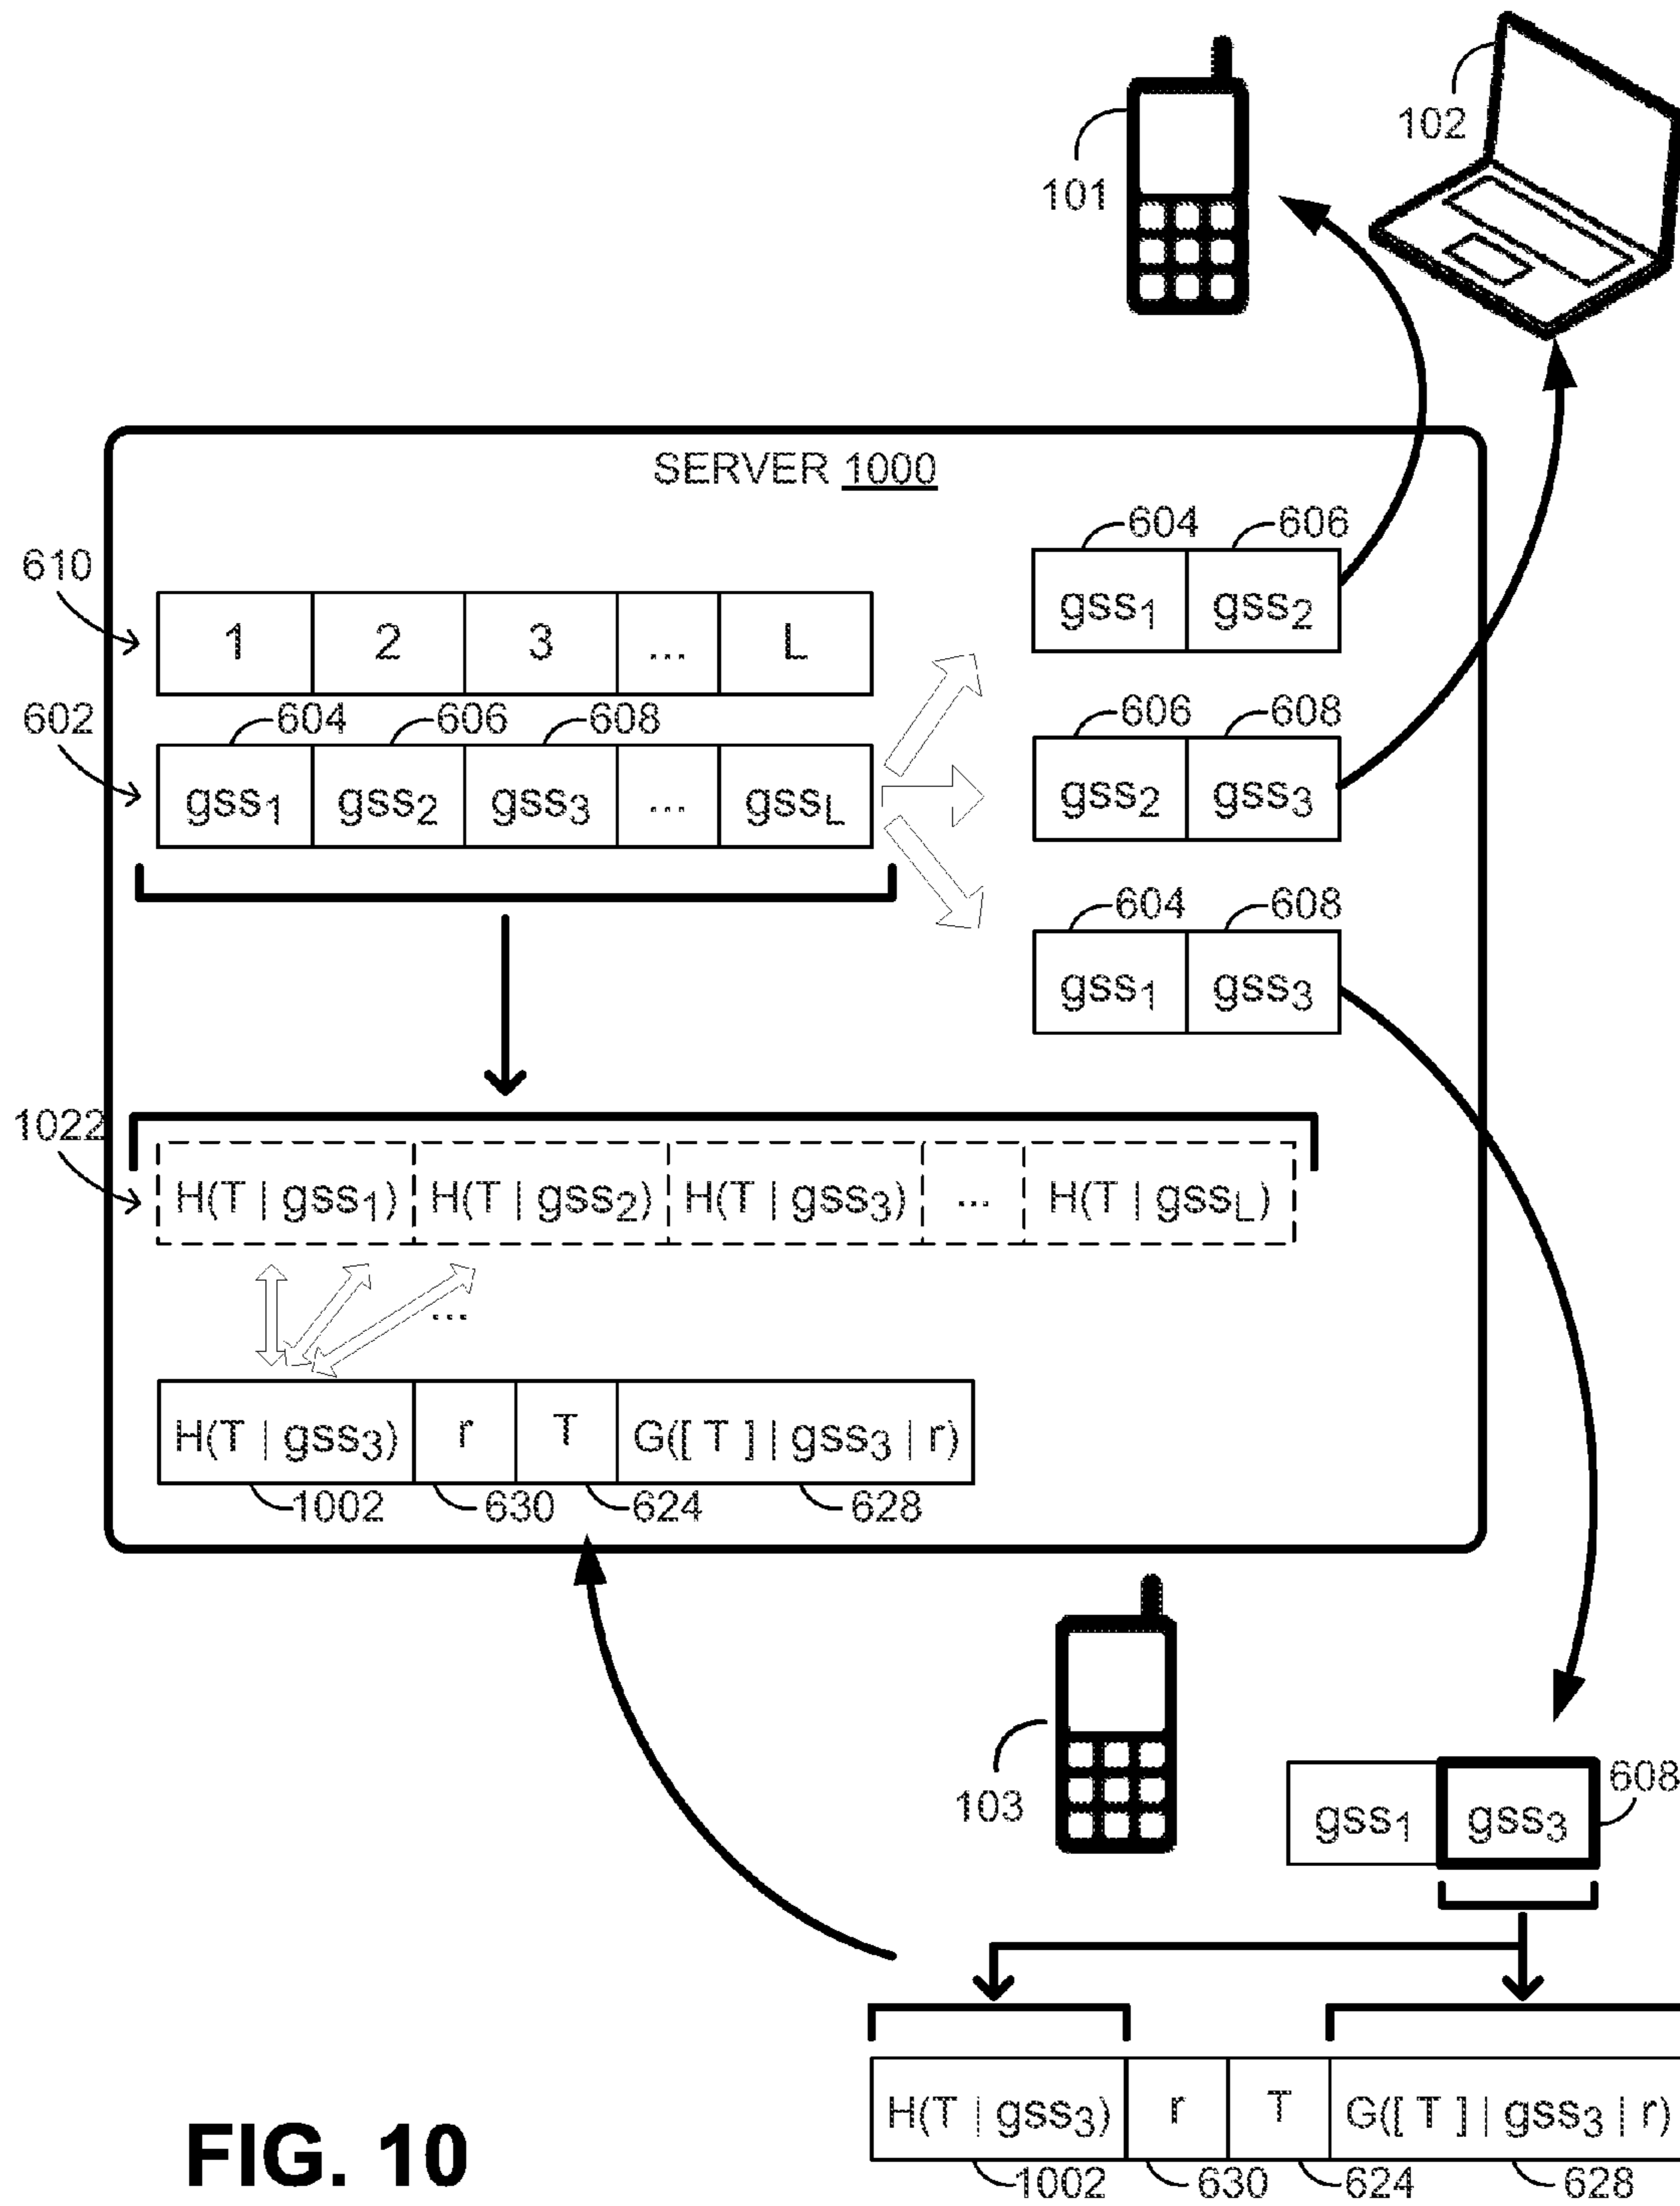 102
101
SERVER 1000
604 606
610
gss1 gss2
1 2 3 ... L
602 604 606 608
606 608
gss1 gss2 gss3 ... gssL
gss2 gss3
604 608
gss1 gss3
1022
H(T | gss1) H(T | gss2) H(T | gss3) ... H(T | gssL)
...
H(T | gss3) r T G([ T ] | gss3 | r)
1002 630 624 628
103
608
gss1 gss3
H(T | gss3) r T G([ T ] | gss3 | r)
1002 630 624 628
FIG. 10